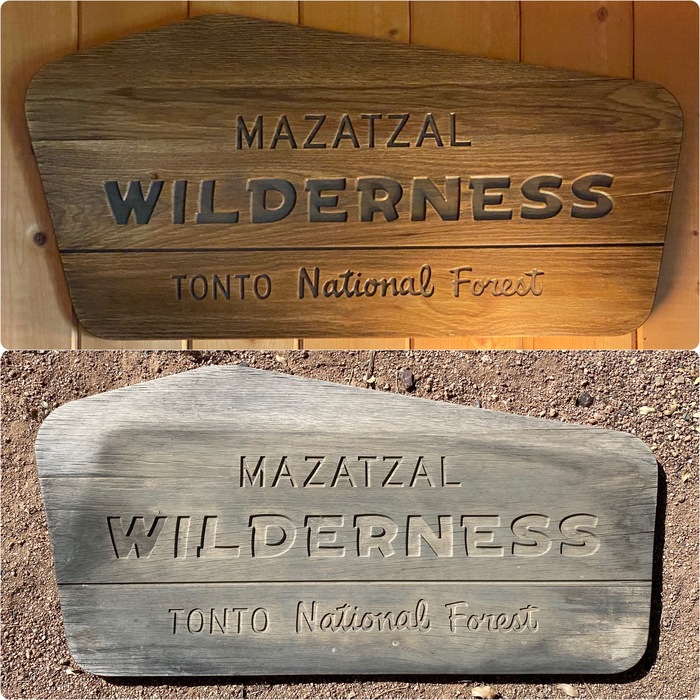 MAZATZAL
WILDERNESS
TONTO National Forest
MAZATZAL
WILDERNESS
TONTO National Forest